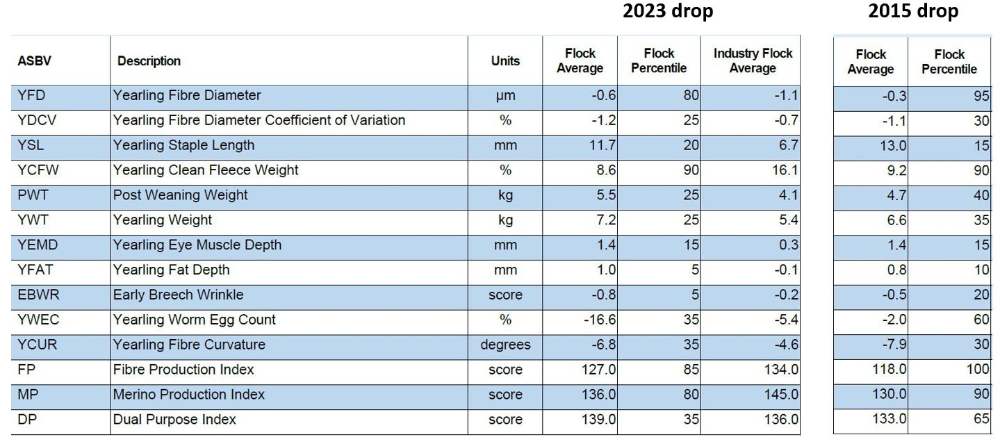 2023 drop 2015 drop
ASBV Description Units Flock Average Flock Percentile Industry Flock Average Flock Average Flock Percentile
YFD Yearling Fibre Diameter µm -0.6 80 -1.1 -0.3 95
YDCV Yearling Fibre Diameter Coefficient of Variation % -1.2 25 -0.7 -1.1 30
YSL Yearling Staple Length mm 11.7 20 6.7 13.0 15
YCFW Yearling Clean Fleece Weight % 8.6 90 16.1 9.2 90
PWT Post Weaning Weight kg 5.5 25 4.1 4.7 40
YWT Yearling Weight kg 7.2 25 5.4 6.6 35
YEMD Yearling Eye Muscle Depth mm 1.4 15 0.3 1.4 15
YFAT Yearling Fat Depth mm 1.0 5 -0.1 0.8 10
EBWR Early Breech Wrinkle score -0.8 5 -0.2 -0.5 20
YWEC Yearling Worm Egg Count % -16.6 35 -5.4 -2.0 60
YCUR Yearling Fibre Curvature degrees -6.8 35 -4.6 -7.9 30
FP Fibre Production Index score 127.0 85 134.0 118.0 100
MP Merino Production Index score 136.0 80 145.0 130.0 90
DP Dual Purpose Index score 139.0 35 136.0 133.0 65